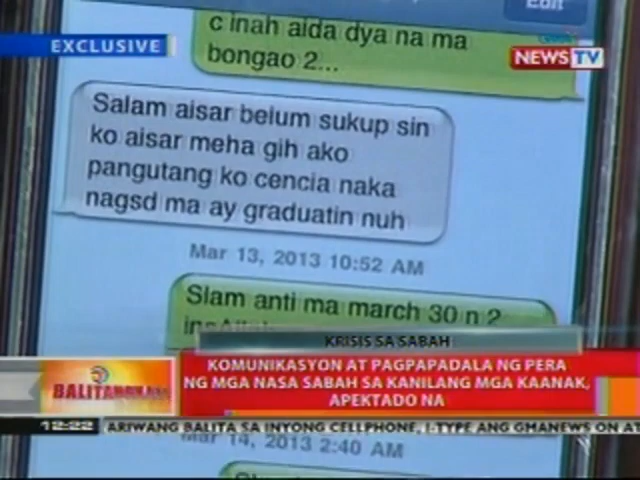 Edit
c inah aida dya na ma
bongao 2...
EXCLUSIVE
NEWSTV
Salam aisar belum sukup sin
ko aisar meha gih ako
pangutang ko cencia naka
nagsd ma ay graduatin nuh
Mar 13, 2013 10:52 AM
Slam anti ma march 30 n 2
KRISIS SA SABAH
KOMUNIKASYON AT PAGPAPADALA NG PERA
NG MGA NASA SABAH SA KANILANG MGA KAANAK,
APEKTADO NA
12:22
ARIWANG BALITA SA INYONG CELLPHONE, I-TYPE ANG GMANEWS ON AT
Mar 14, 2013 2:40 AM